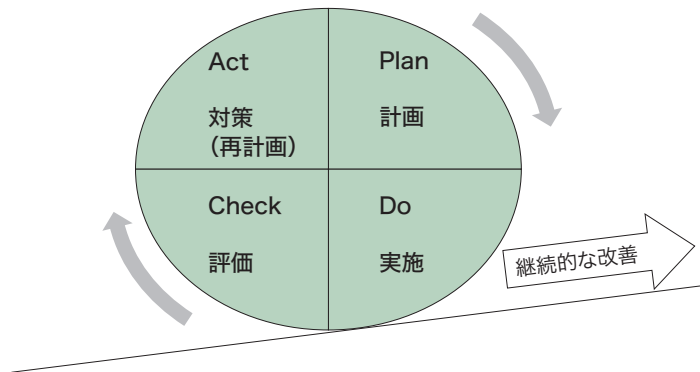 Act
対策
（再計画）
Plan
計画
Check
評価
Do
実施
継続的な改善